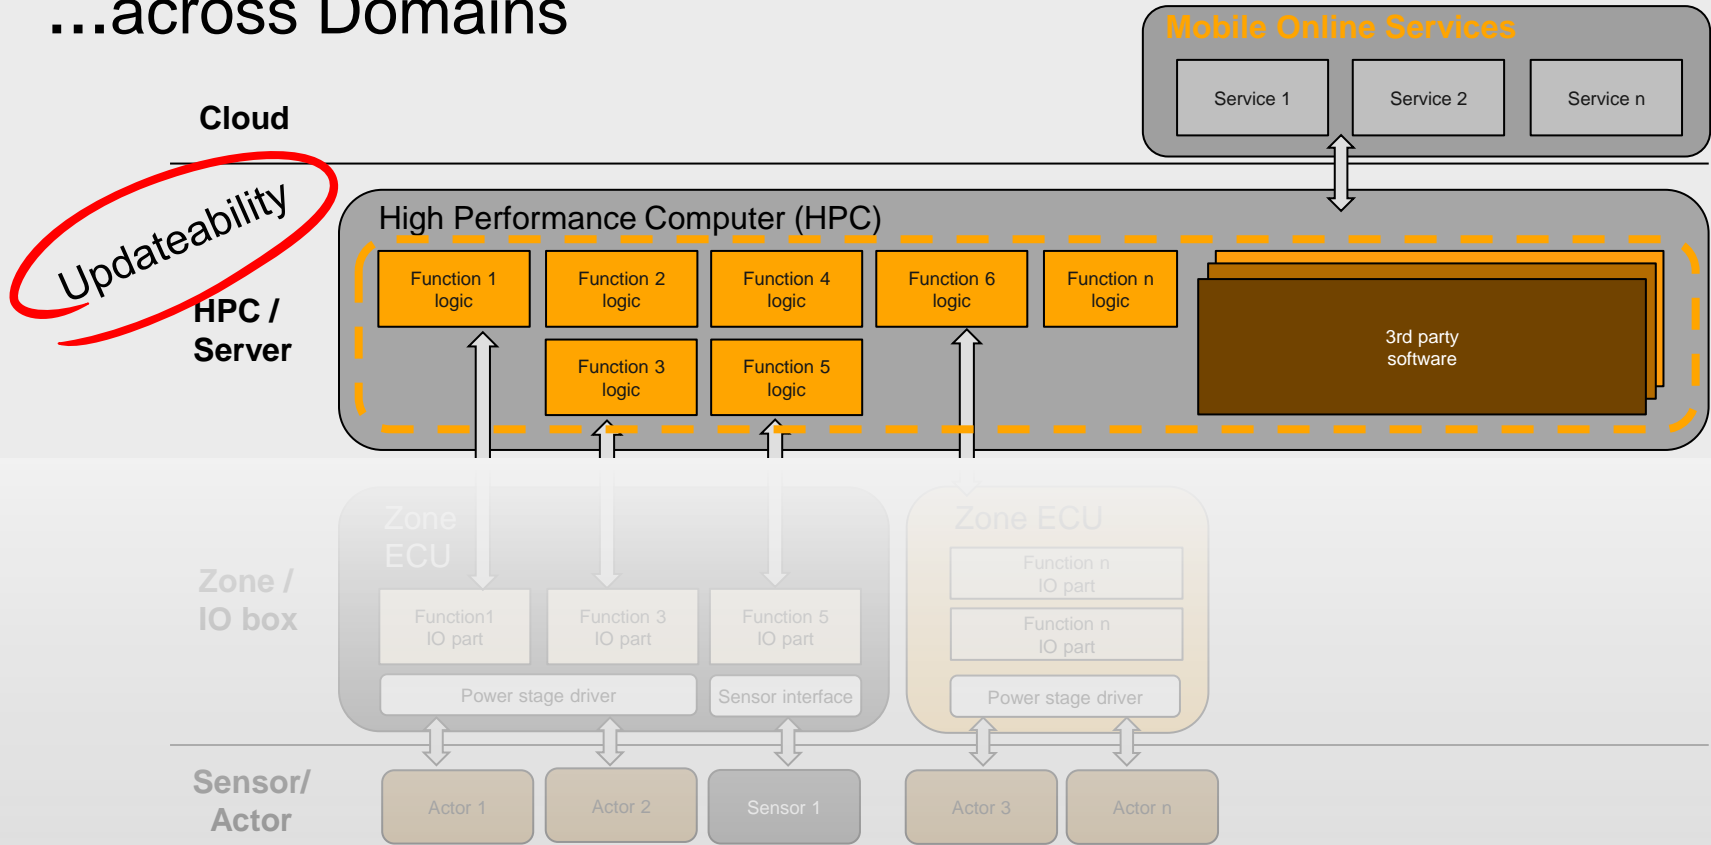 ...across Domains
Mobile Online Services
Service 1
Service 2
Service n
Cloud
Updateability
High Performance Computer (HPC)
Function 1
logic
Function 2
logic
Function 4
logic
Function 6
logic
Function n
logic
HPC /
Server
3rd party
software
Function 3
logic
Function 5
logic
Zone
ECU
Zone ECU
Zone /
IO box
Function n
IO part
Function1
IO part
Function 3
IO part
Function 5
IO part
Function n
IO part
Power stage driver
Sensor interface
Power stage driver
Sensor/
Actor
Actor 1
Actor 2
Sensor 1
Actor 3
Actor n